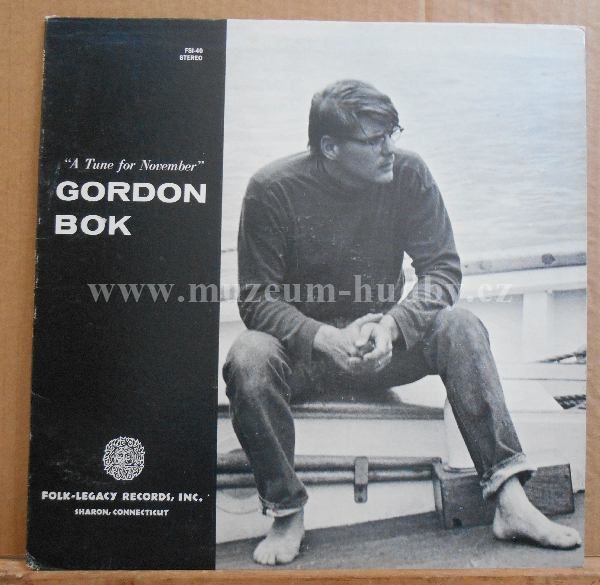 FSI-40
STEREO
"A Tune for November"
GORDON
BOK
www.muzeum-hudby.cz
FOLK-LEGACY RECORDS, INC.
SHARON, CONNECTICUT